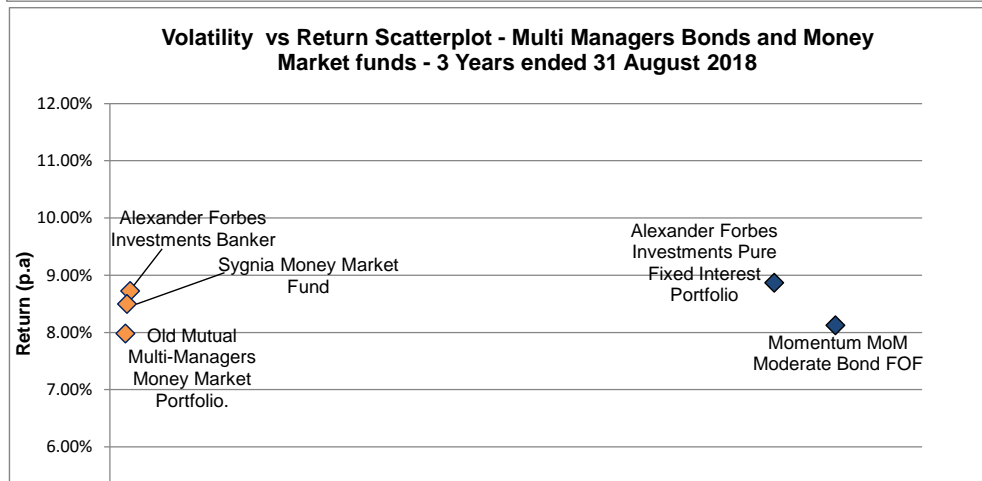 Volatility  vs Return Scatterplot - Multi Managers Bonds and Money
Market funds - 3 Years ended 31 August 2018
12.00%
11.00%
10.00%
9.00%
8.00%
7.00%
6.00%
Return (p.a)
Alexander Forbes
Investments Banker
Sygnia Money Market
Fund
Old Mutual
Multi-Managers
Money Market
Portfolio.
Alexander Forbes
Investments Pure
Fixed Interest
Portfolio
Momentum MoM
Moderate Bond FOF